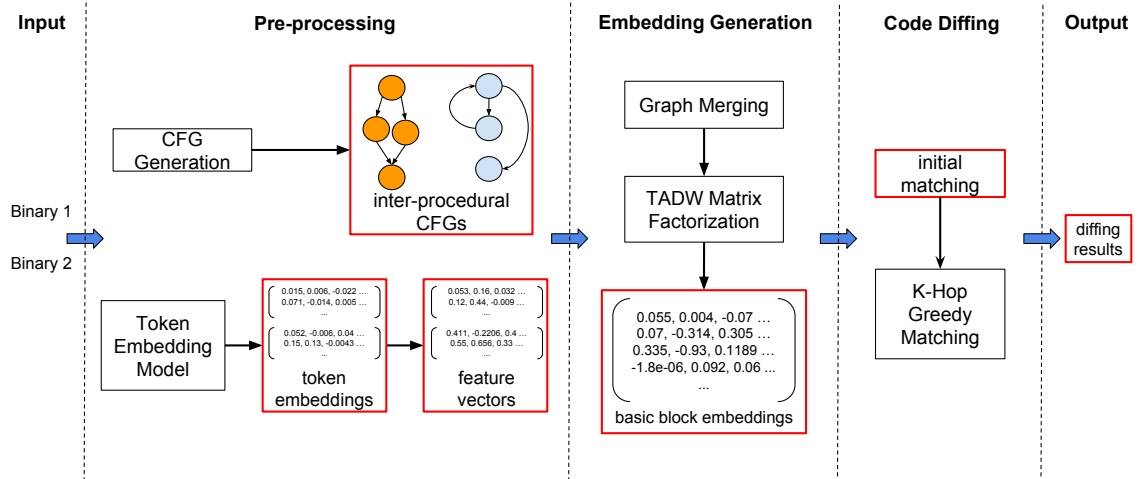 Input
Pre-processing
Embedding Generation
Code Diffing
Output
Binary 1
Binary 2
CFG
Generation
inter-procedural
CFGs
Token
Embedding
Model
0.015, 0.006, -0.022 ...
0.071, -0.014, 0.005 ...
...
0.052, -0.006, 0.04 ...
0.15, 0.13, -0.0043 ...
...
token
embeddings
0.053, 0.16, 0.032 ...
0.12, 0.44, -0.009 ...
...
0.411, -0.2206, 0.4 ...
0.55, 0.656, 0.33 ...
...
feature
vectors
Graph Merging
TADW Matrix
Factorization
0.055, 0.004, -0.07 ...
0.07, -0.314, 0.305 ...
0.335, -0.93, 0.1189 ...
-1.8e-06, 0.092, 0.06 ...
...
basic block embeddings
initial
matching
K-Hop
Greedy
Matching
diffing
results